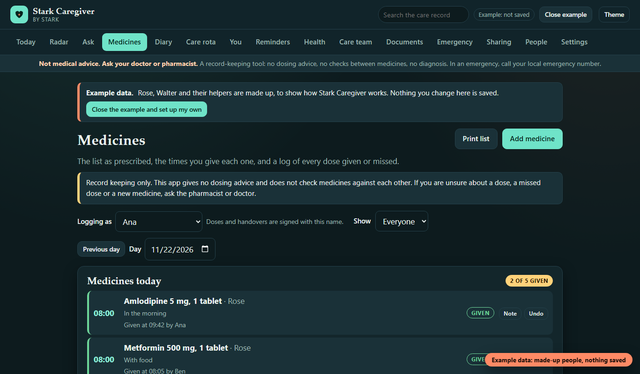 Stark Caregiver
BY STARK
Search the care record
Example: not saved
Close example
Theme
Today
Radar
Ask
Medicines
Diary
Care rota
You
Reminders
Health
Care team
Documents
Emergency
Sharing
People
Settings
Not medical advice. Ask your doctor or pharmacist. A record-keeping tool: no dosing advice, no checks between medicines, no diagnosis. In an emergency, call your local emergency number.
Example data. Rose, Walter and their helpers are made up, to show how Stark Caregiver works. Nothing you change here is saved.
Close the example and set up my own
Medicines
Print list
Add medicine
The list as prescribed, the times you give each one, and a log of every dose given or missed.
Record keeping only. This app gives no dosing advice and does not check medicines against each other. If you are unsure about a dose, a missed
dose or a new medicine, ask the pharmacist or doctor.
Logging as
Ana
Doses and handovers are signed with this name.
Show
Everyone
Previous day
Day
11/22/2026
Medicines today
2 OF 5 GIVEN
08:00
Amlodipine 5 mg, 1 tablet · Rose
In the morning
Given at 09:42 by Ana
GIVEN
Note
Undo
08:00
Metformin 500 mg, 1 tablet · Rose
With food
Given at 08:05 by Ben
Example data: made-up people, nothing saved